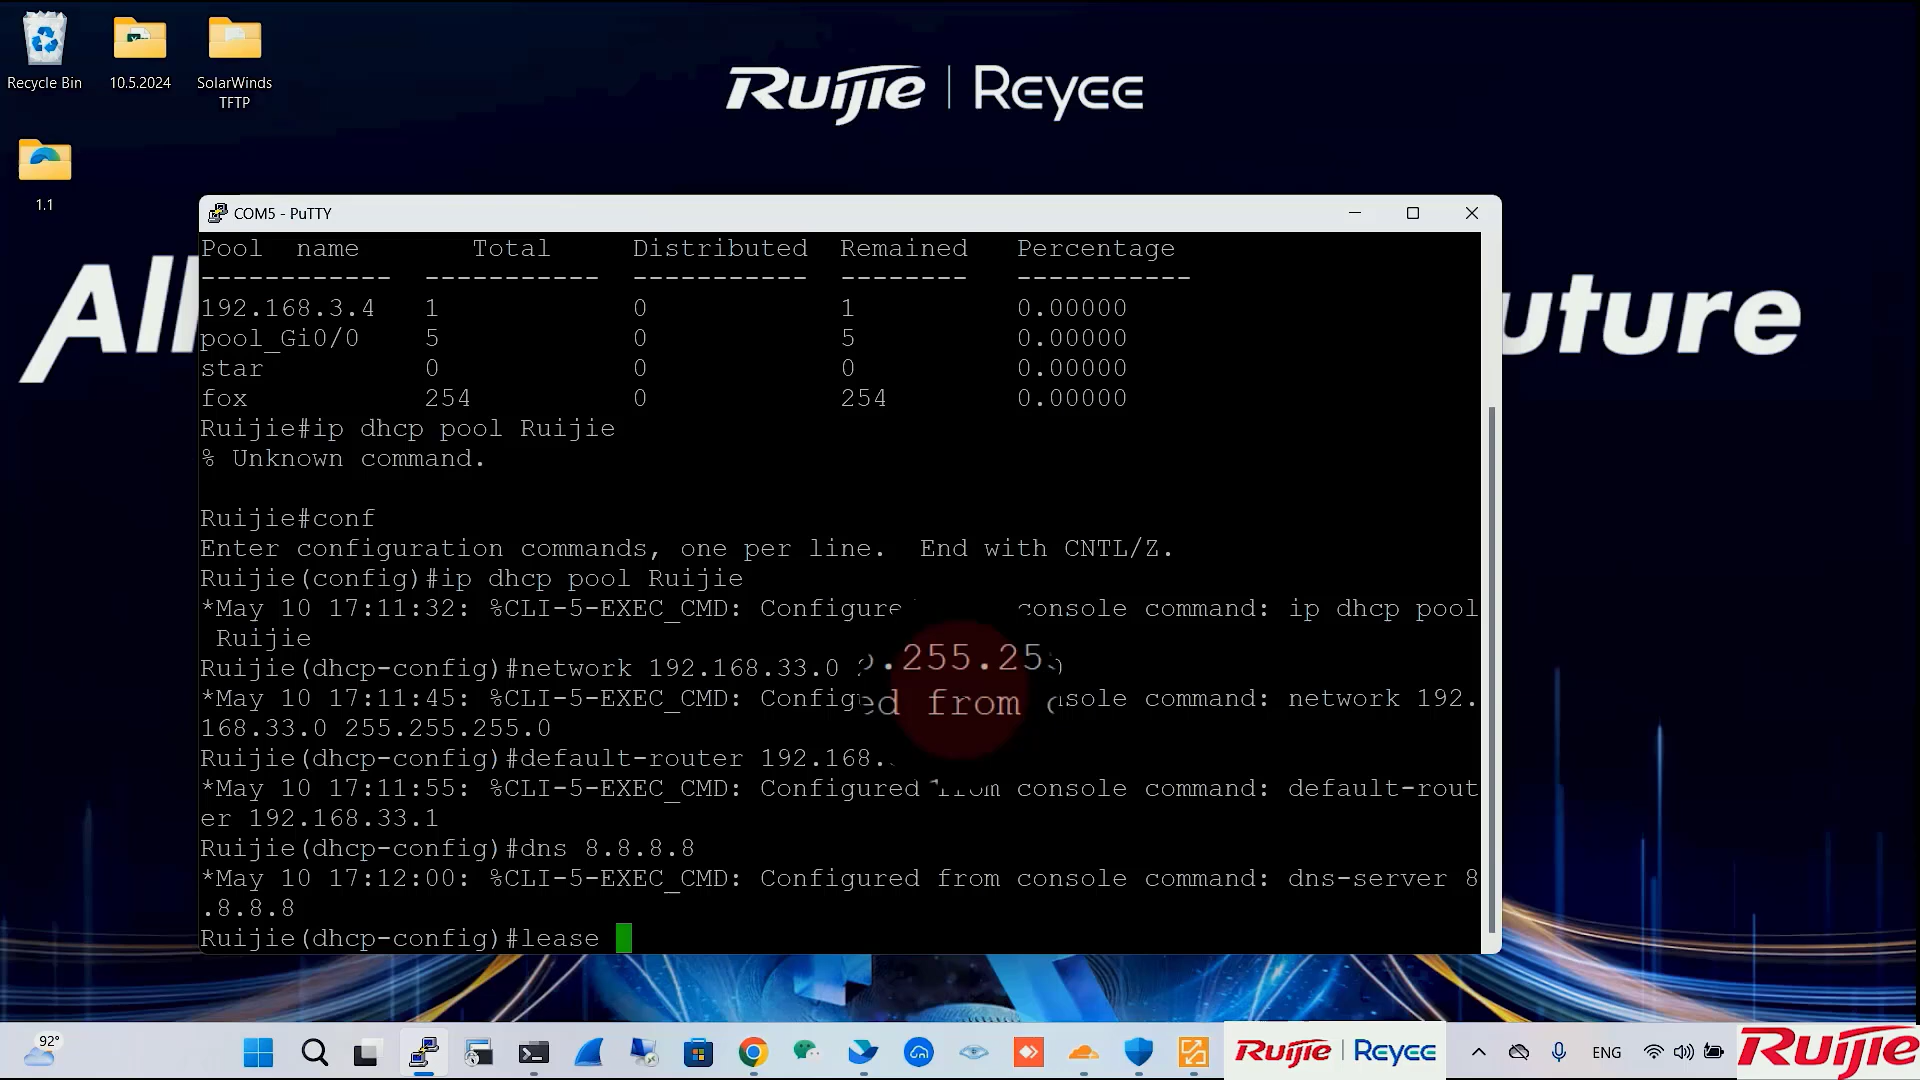 Recycle Bin
10.5.2024
SolarWinds
TFTP
1.1
Ruijie | Reyee
All
uture
COM5 - PuTTY
Pool name Total Distributed Remained Percentage
------------ ----------- ----------- -------- -----------
192.168.3.4 1 0 1 0.00000
pool_Gi0/0 5 0 5 0.00000
star 0 0 0 0.00000
fox 254 0 254 0.00000
Ruijie#ip dhcp pool Ruijie
% Unknown command.
Ruijie#conf
Enter configuration commands, one per line. End with CNTL/Z.
Ruijie(config)#ip dhcp pool Ruijie
*May 10 17:11:32: %CLI-5-EXEC_CMD: Configure console command: ip dhcp pool
Ruijie
Ruijie(dhcp-config)#network 192.168.33.0 .255.25
*May 10 17:11:45: %CLI-5-EXEC_CMD: Configured from console command: network 192.
168.33.0 255.255.255.0
Ruijie(dhcp-config)#default-router 192.168.
*May 10 17:11:55: %CLI-5-EXEC_CMD: Configured from console command: default-rout
er 192.168.33.1
Ruijie(dhcp-config)#dns 8.8.8.8
*May 10 17:12:00: %CLI-5-EXEC_CMD: Configured from console command: dns-server 8
.8.8.8
Ruijie(dhcp-config)#lease
92°
Ruijie | Reyee
ENG
Ruijie